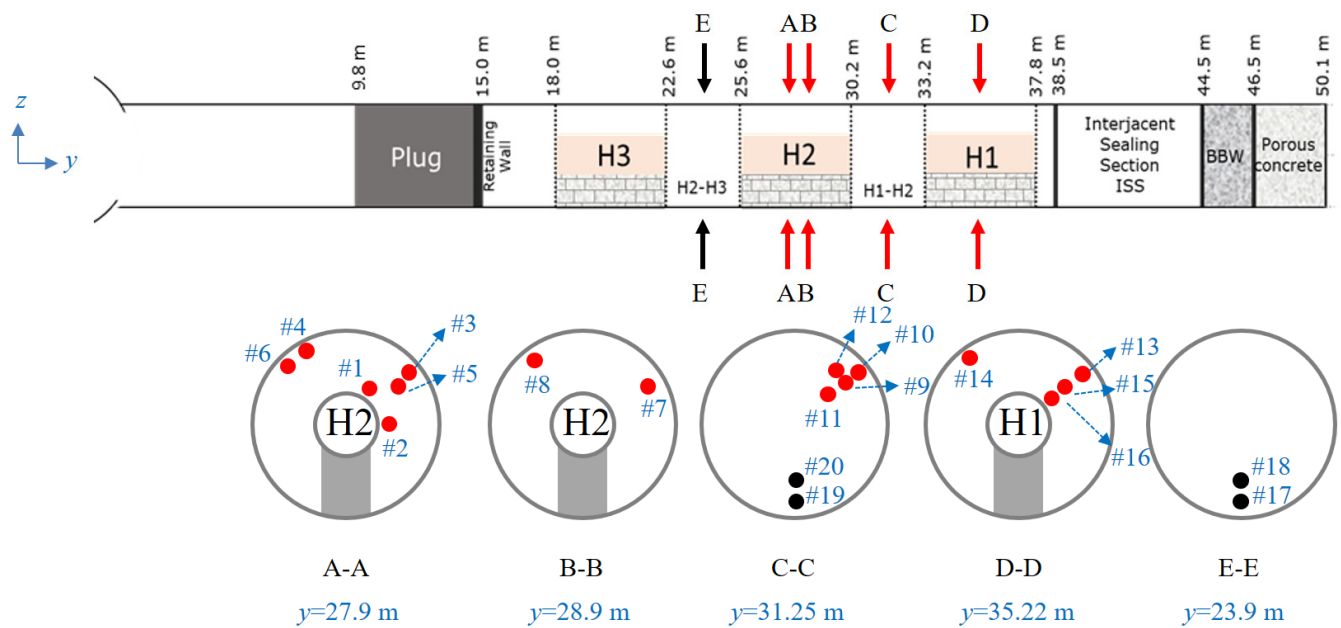 E A B C D
9.8 m 15.0 m 18.0 m 22.6 m 25.6 m 30.2 m 33.2 m 37.8 m 38.5 m 44.5 m 46.5 m 50.1 m
z
y
Plug
Retaining
Wall
H3
H2-H3
H2
H1-H2
H1
Interjacent
Sealing
Section
ISS
BBW
Porous
concrete
E A B C D
#4
#3
#6
#1
#5
H2
#2
#8
H2
#7
#12
#10
#9
#11
#20
#19
#13
#14
#15
H1
#16
#18
#17
A-A B-B C-C D-D E-E
y=27.9 m y=28.9 m y=31.25 m y=35.22 m y=23.9 m